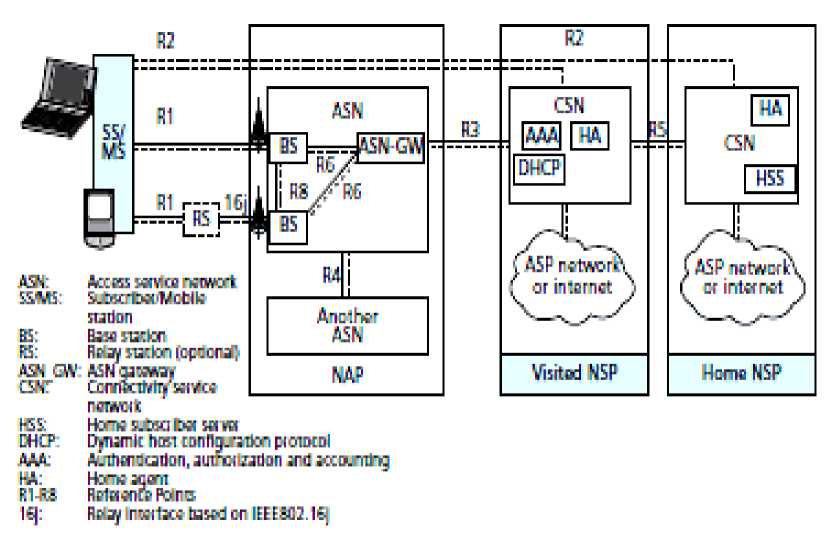 R2
R2
SS/
MS
R1
ASN
BS
ASN-GW
R6
R8
R6
R1
RS
16j
BS
R3
CSN
AAA
HA
DHCP
R5
HA
CSN
HSS
R4
Another
ASN
NAP
ASP network
or internet
Visited NSP
ASP network
or internet
Home NSP
ASN: Access service network
SS/MS: Subscriber/Mobile
station
BS: Base station
RS: Relay station (optional)
ASN GW: ASN gateway
CSN: Connectivity service
network
HSS: Home subscriber server
DHCP: Dynamic host configuration protocol
AAA: Authentication, authorization and accounting
HA: Home agent
R1-R8 Reference Points
16j: Relay interface based on IEEE802.16j